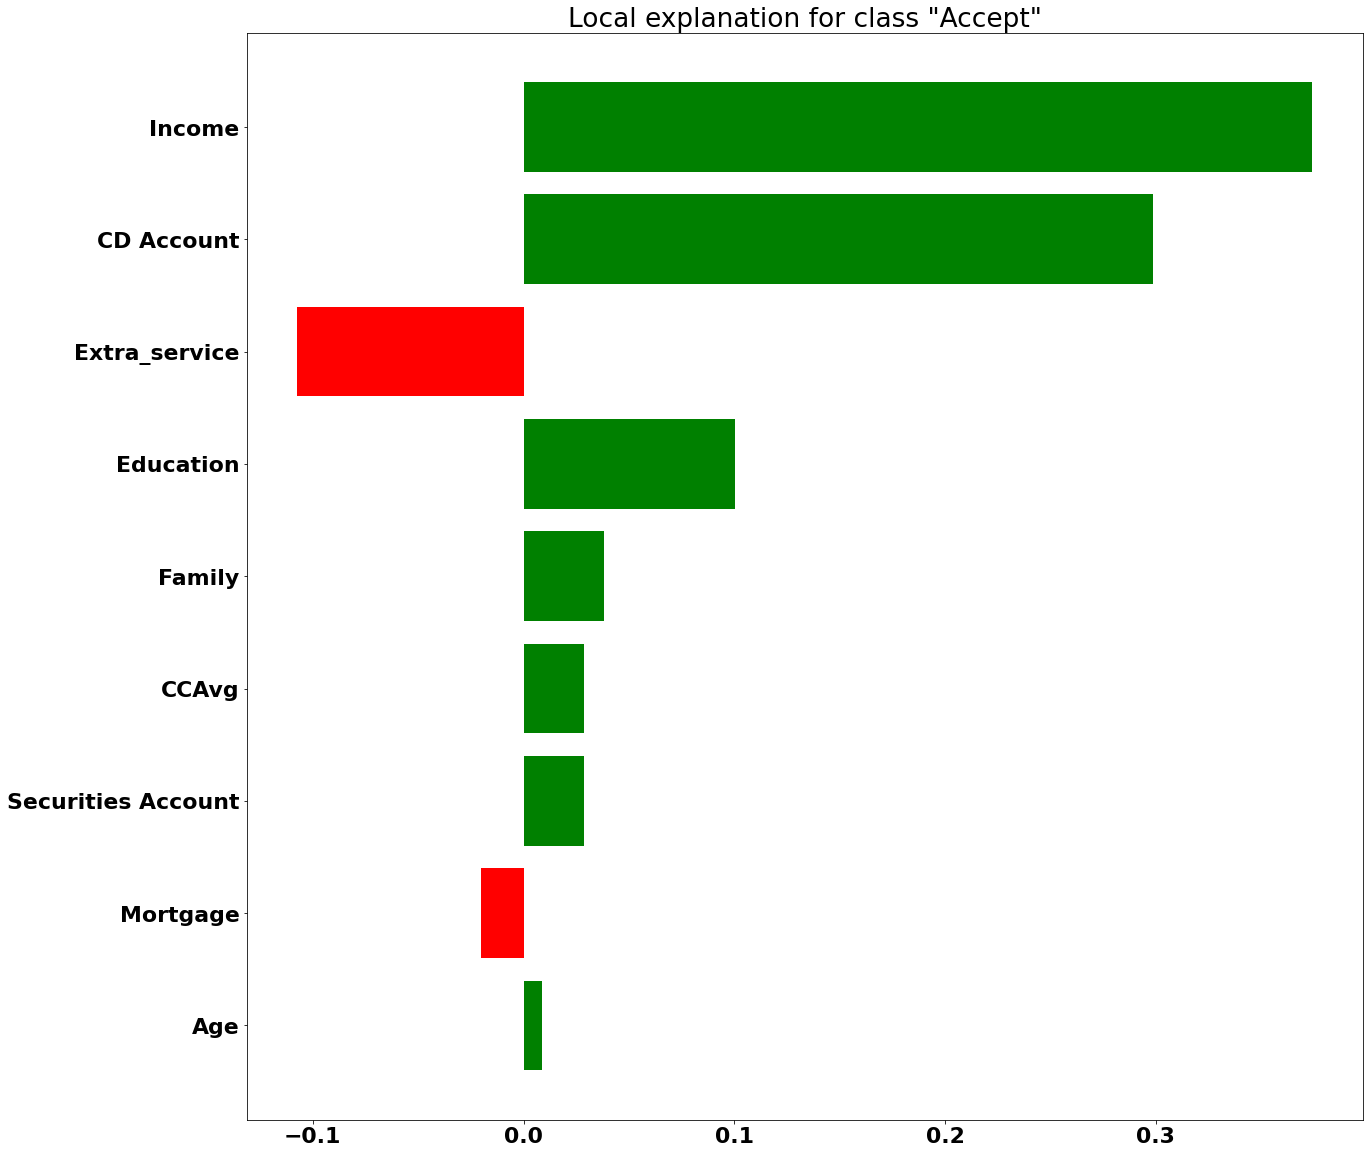 Local explanation for class "Accept"
Income
CD Account
Extra_service
Education
Family
CCAvg
Securities Account
Mortgage
Age
−0.1 0.0 0.1 0.2 0.3